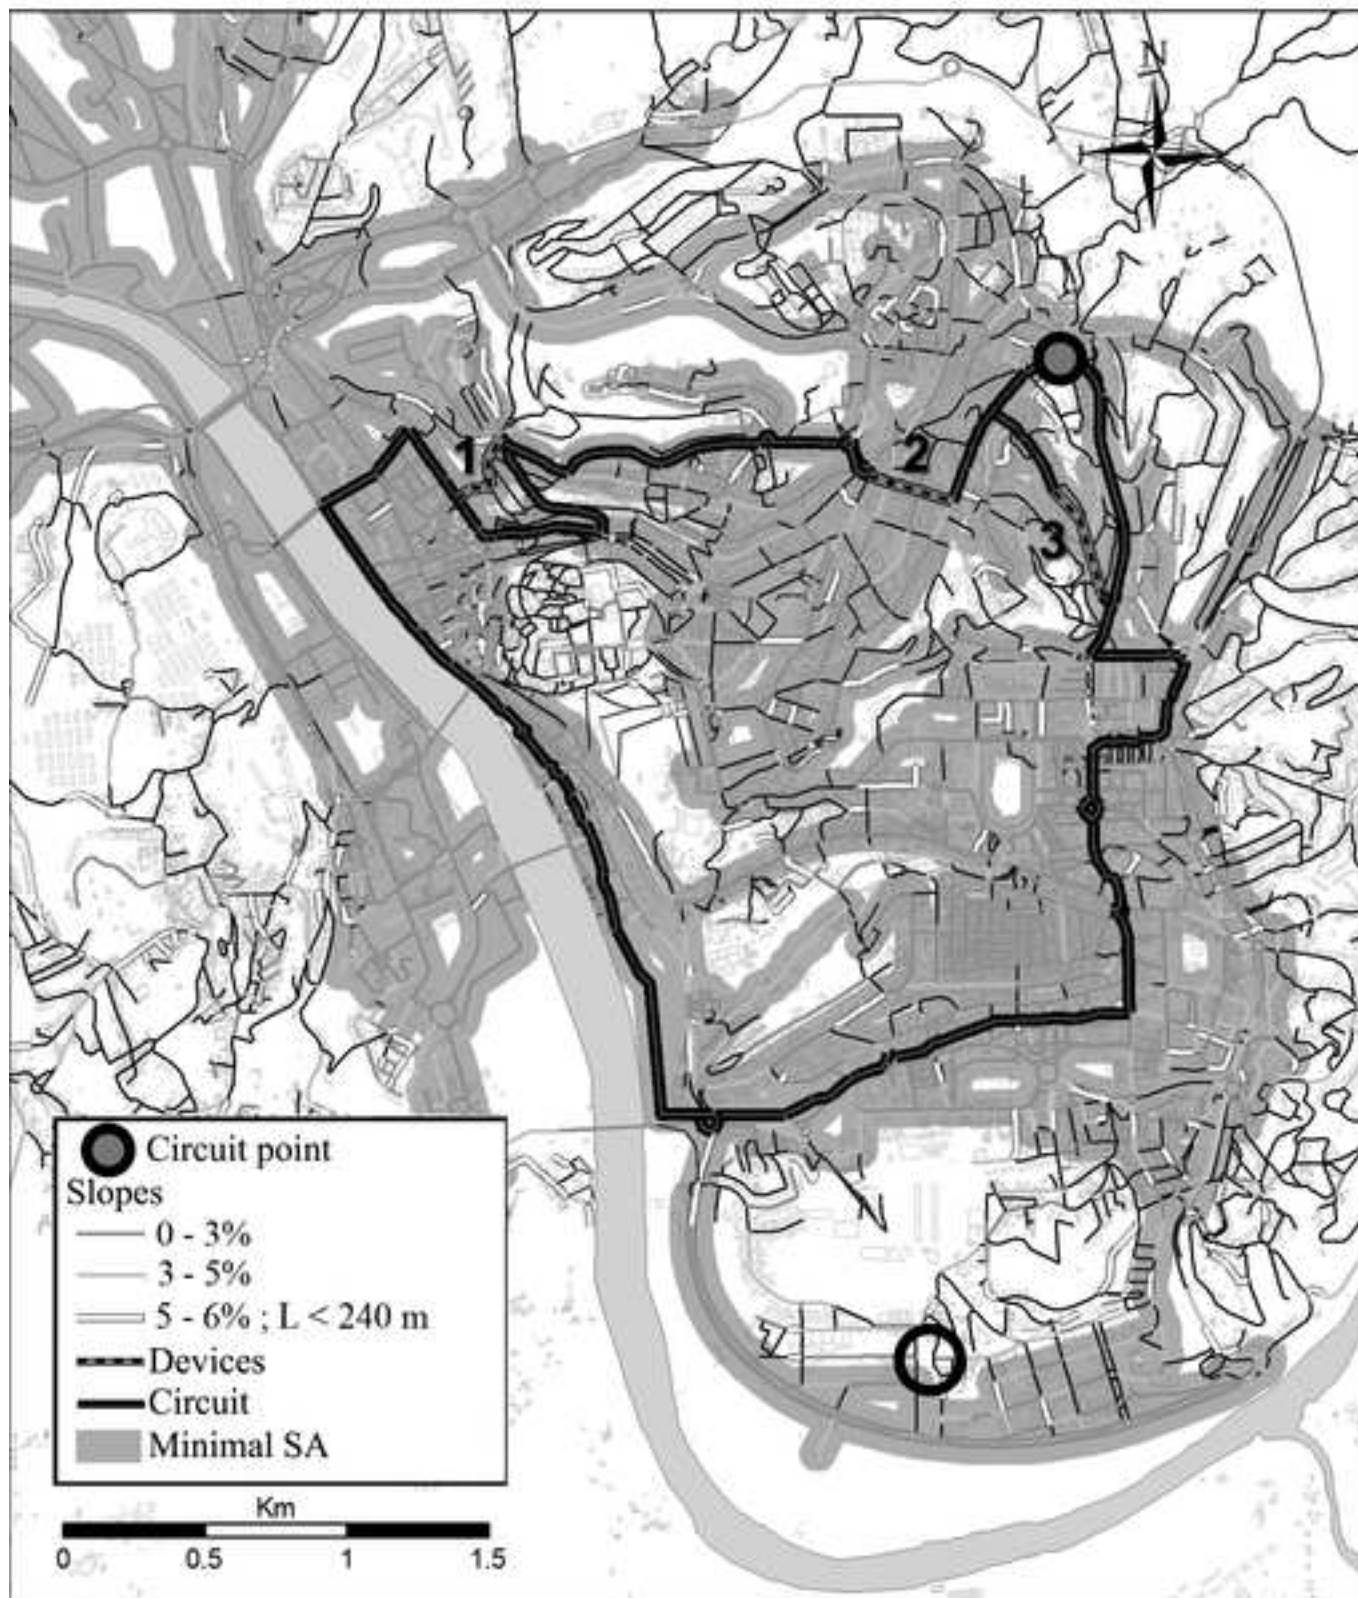 N
1
2
3
Circuit point
Slopes
0 - 3%
3 - 5%
5 - 6% ; L < 240 m
Devices
Circuit
Minimal SA
Km
0 0.5 1 1.5